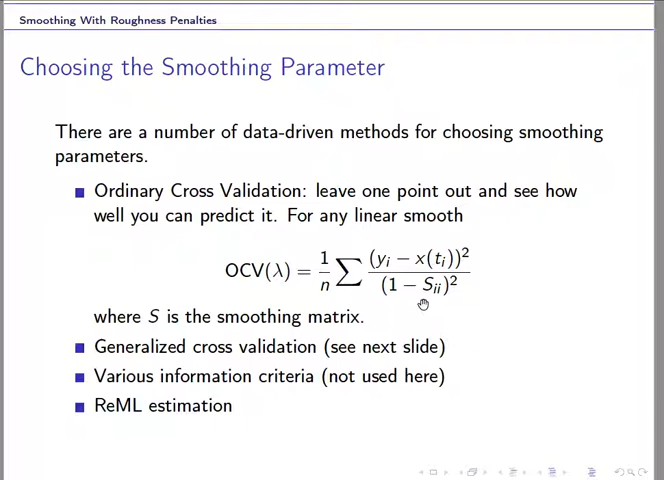 Smoothing With Roughness Penalties
Choosing the Smoothing Parameter
There are a number of data-driven methods for choosing smoothing
parameters.
Ordinary Cross Validation: leave one point out and see how
well you can predict it. For any linear smooth
OCV(λ) = 1/n ∑ (yᵢ − x(tᵢ))² / (1 − Sᵢᵢ)²
where S is the smoothing matrix.
Generalized cross validation (see next slide)
Various information criteria (not used here)
ReML estimation